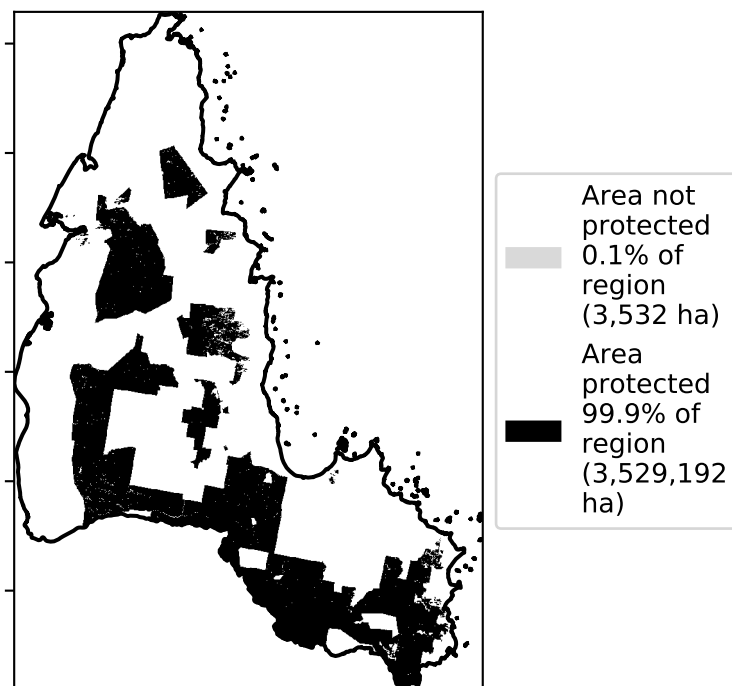 Area not
protected
0.1% of
region
(3,532 ha)
Area
protected
99.9% of
region
(3,529,192
ha)